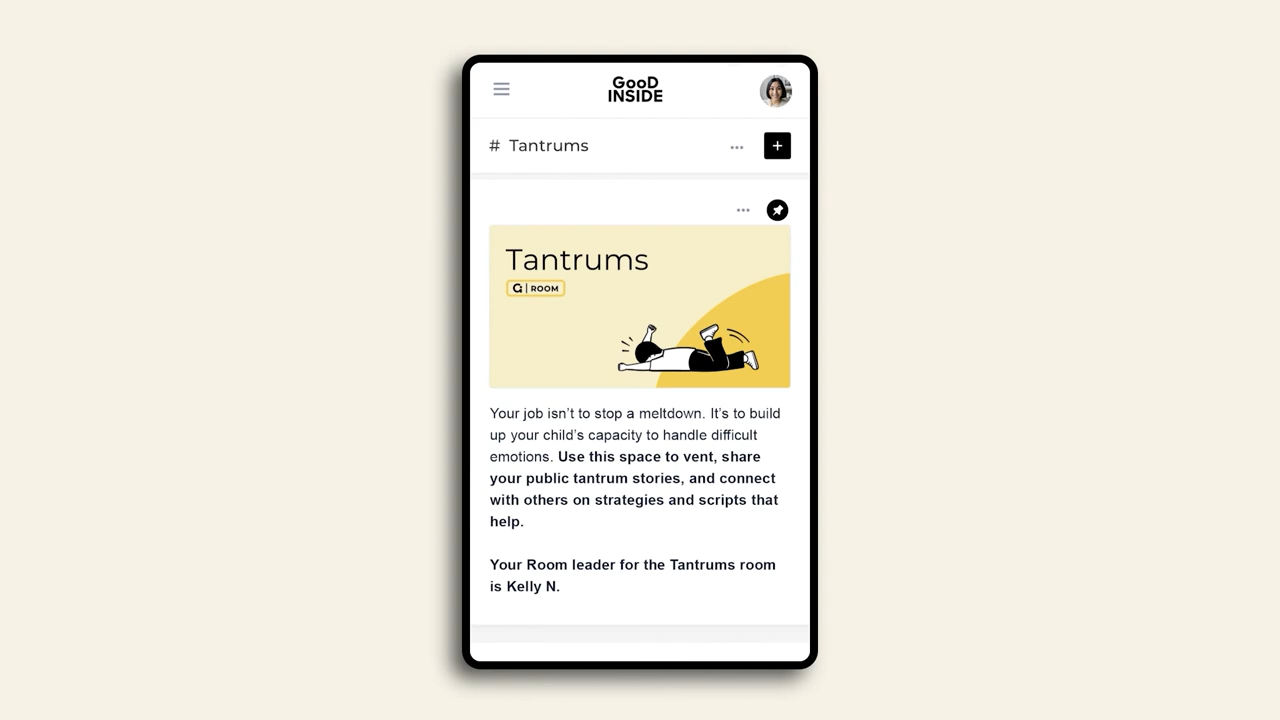 GooD
INSIDE
# Tantrums
Tantrums
G | ROOM
Your job isn’t to stop a meltdown. It’s to build
up your child’s capacity to handle difficult
emotions. Use this space to vent, share
your public tantrum stories, and connect
with others on strategies and scripts that
help.
Your Room leader for the Tantrums room
is Kelly N.